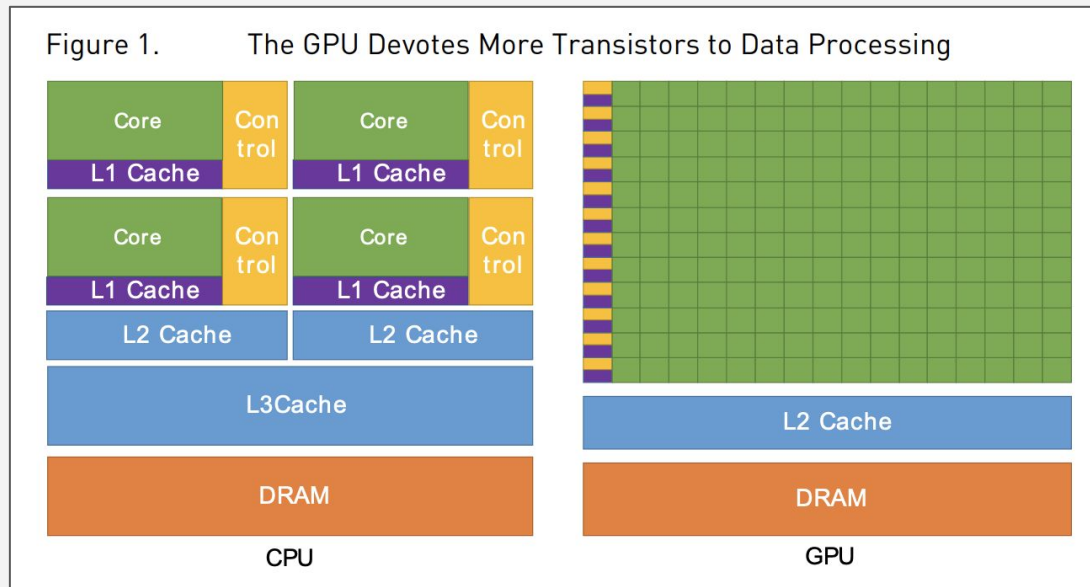 Figure 1. The GPU Devotes More Transistors to Data Processing
Core
Con
trol
L1 Cache
Core
Con
trol
L1 Cache
Core
Con
trol
L1 Cache
Core
Con
trol
L1 Cache
L2 Cache
L2 Cache
L3Cache
DRAM
CPU
L2 Cache
DRAM
GPU